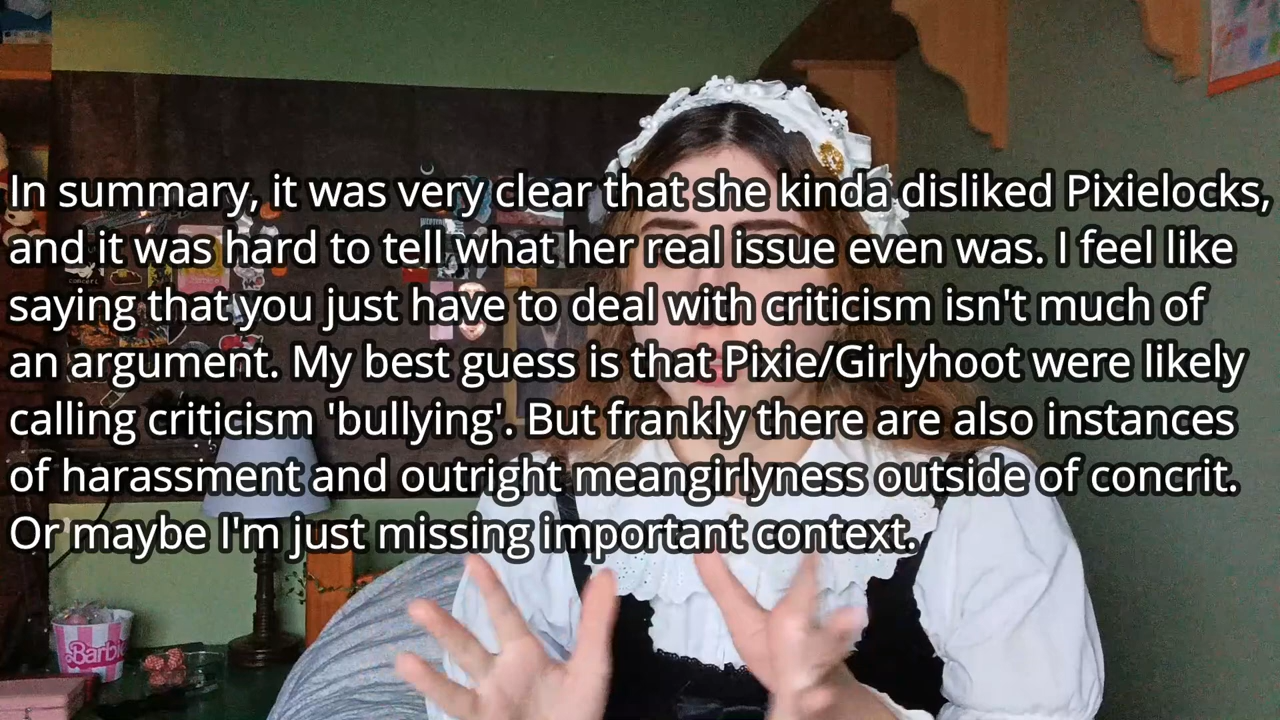 In summary, it was very clear that she kinda disliked Pixielocks,
and it was hard to tell what her real issue even was. I feel like
saying that you just have to deal with criticism isn't much of
an argument. My best guess is that Pixie/Girlyhoot were likely
calling criticism 'bullying'. But frankly there are also instances
of harassment and outright meangirlyness outside of concrit.
Or maybe I'm just missing important context.
Barbie